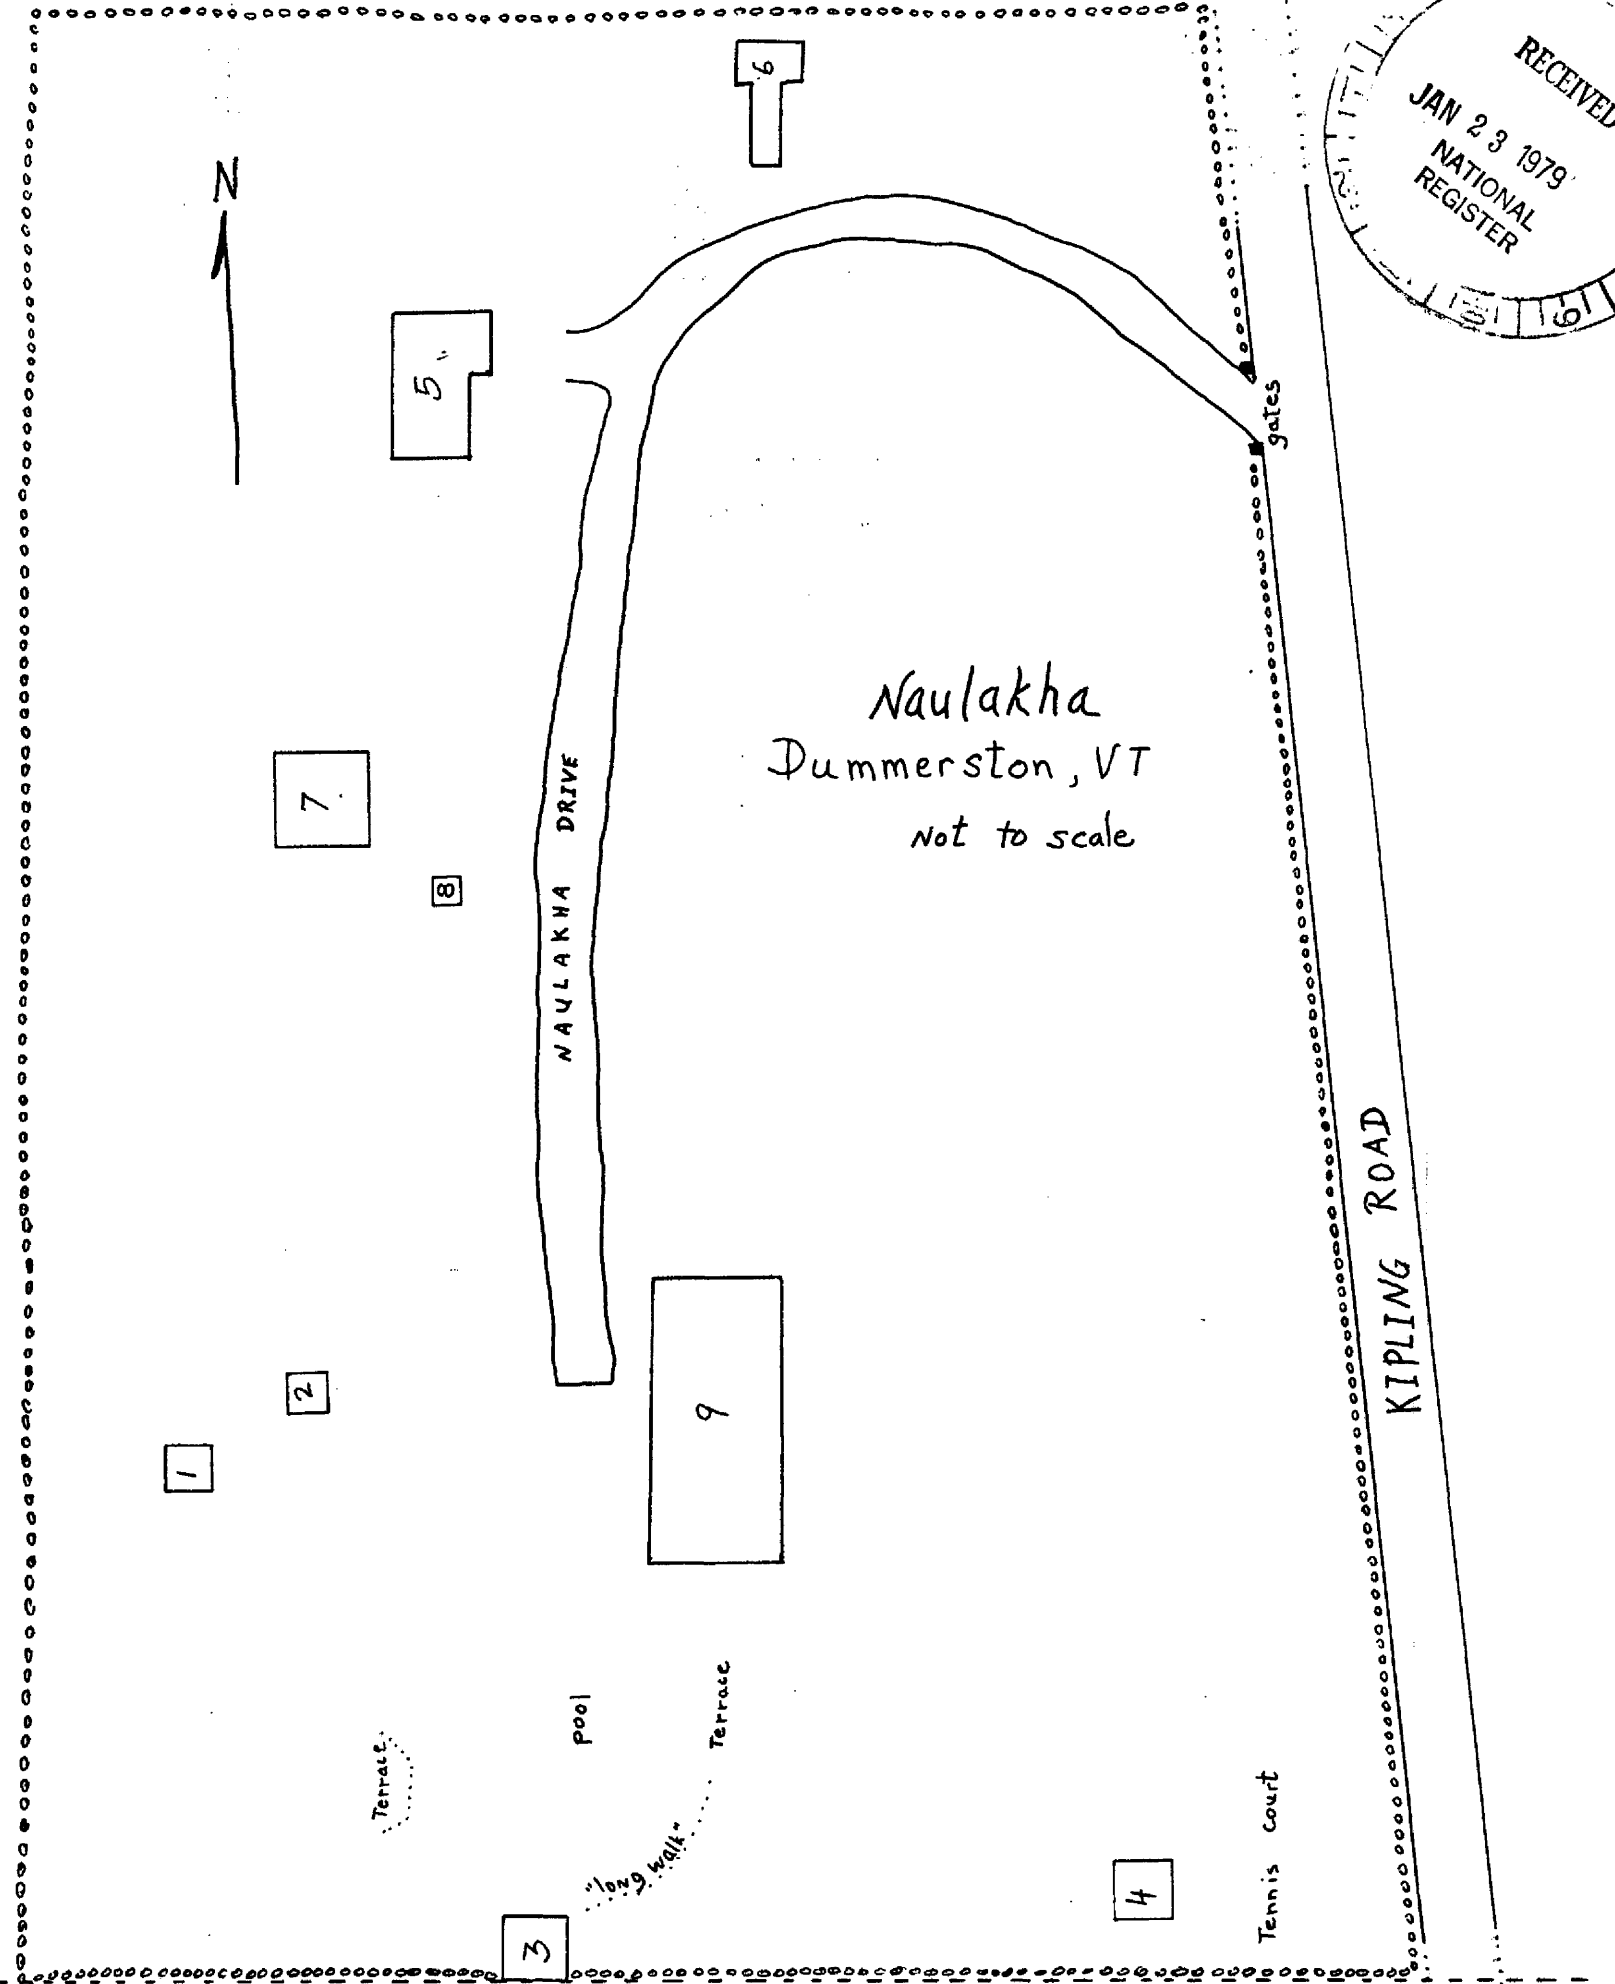 RECEIVED
JAN 23 1979
NATIONAL
REGISTER
N
6
5
gates
Naulakha
Dummerston, VT
Not to scale
7
8
NAULAKHA DRIVE
KIPLING ROAD
2
1
9
Terrace
pool
Terrace
"long walk"
3
4
Tennis court